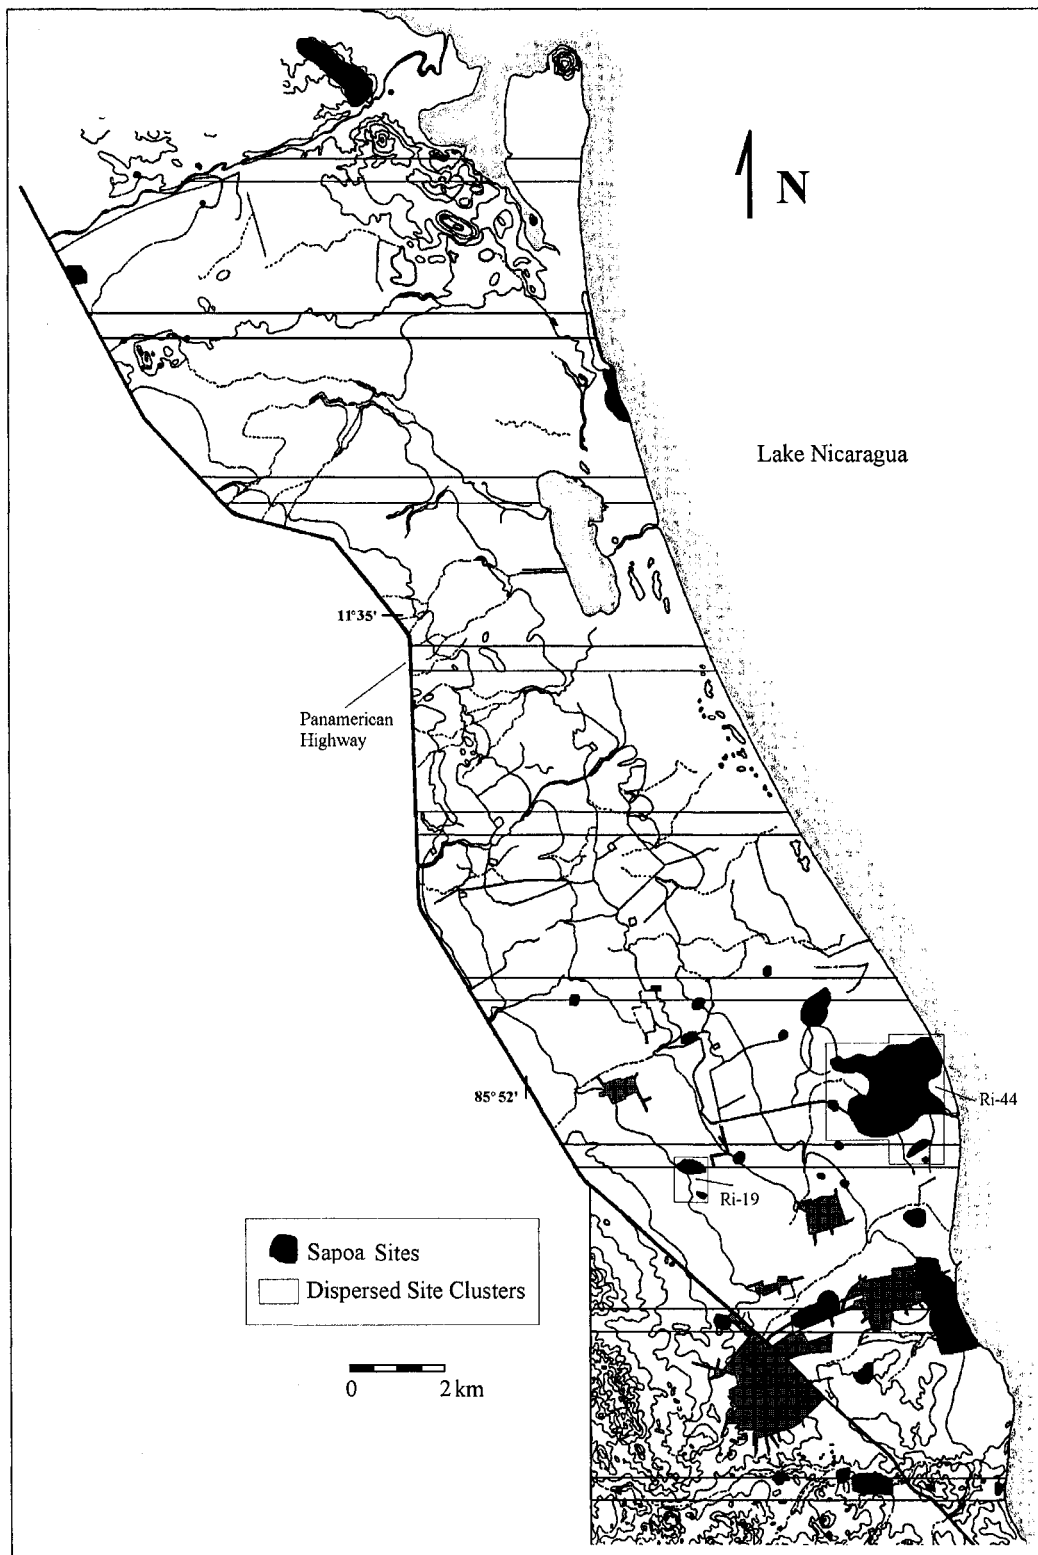 N
Lake Nicaragua
11°35'
Panamerican
Highway
85°52'
Ri-44
Ri-19
Sapoa Sites
Dispersed Site Clusters
0 2 km